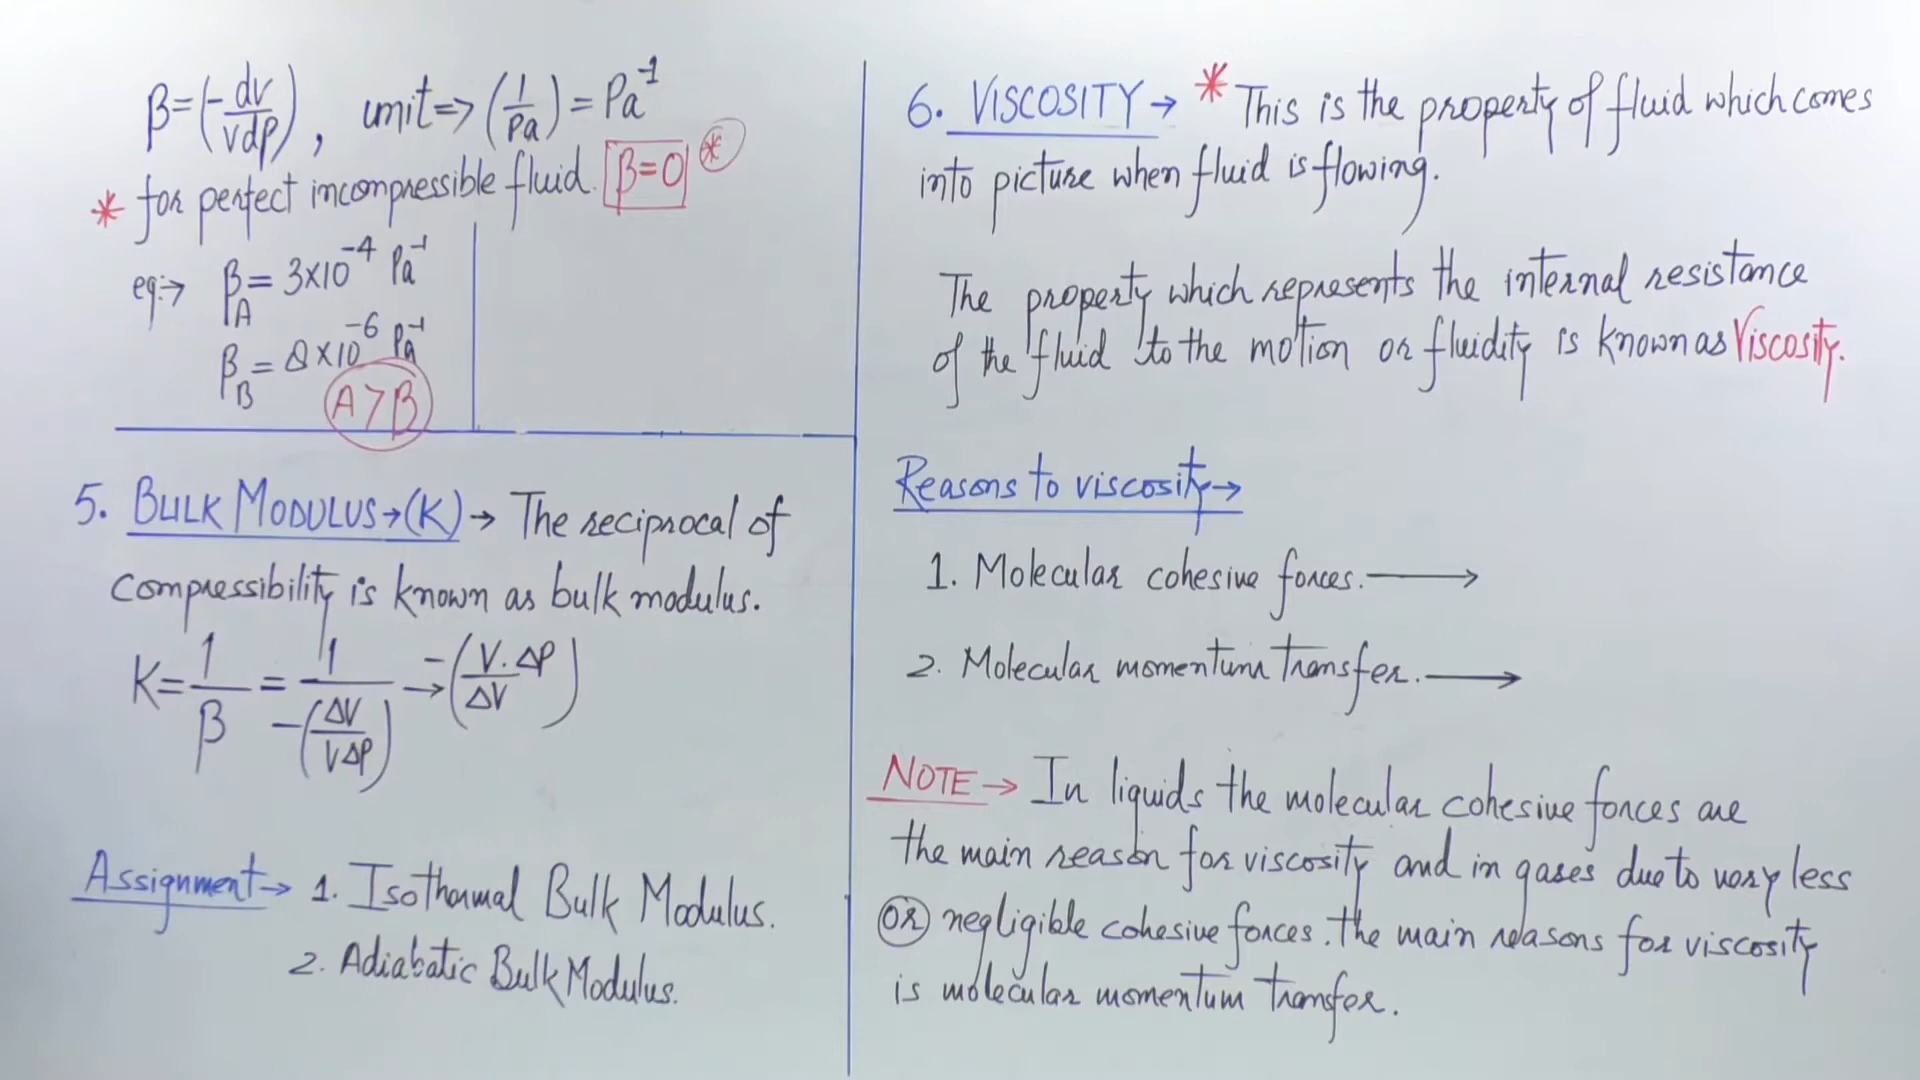 β=(-dv/vdp), unit=>(1/Pa)=Pa⁻¹
* for perfect incompressible fluid. β=0 *
eg:→ β_A = 3×10⁻⁴ Pa⁻¹
β_B = 8×10⁻⁶ Pa⁻¹
A>B
5. BULK MODULUS→(K)→ The reciprocal of
compressibility is known as bulk modulus.
K=1/β = 1/-(ΔV/VΔP) → -(V.ΔP/ΔV)
Assignment→ 1. Isothermal Bulk Modulus.
2. Adiabatic Bulk Modulus.
6. VISCOSITY→ * This is the property of fluid which comes
into picture when fluid is flowing.
The property which represents the internal resistance
of the fluid to the motion or fluidity is known as Viscosity.
Reasons to viscosity→
1. Molecular cohesive forces.→
2. Molecular momentum transfer.→
NOTE→ In liquids the molecular cohesive forces are
the main reason for viscosity and in gases due to very less
or negligible cohesive forces. the main reasons for viscosity
is molecular momentum transfer.